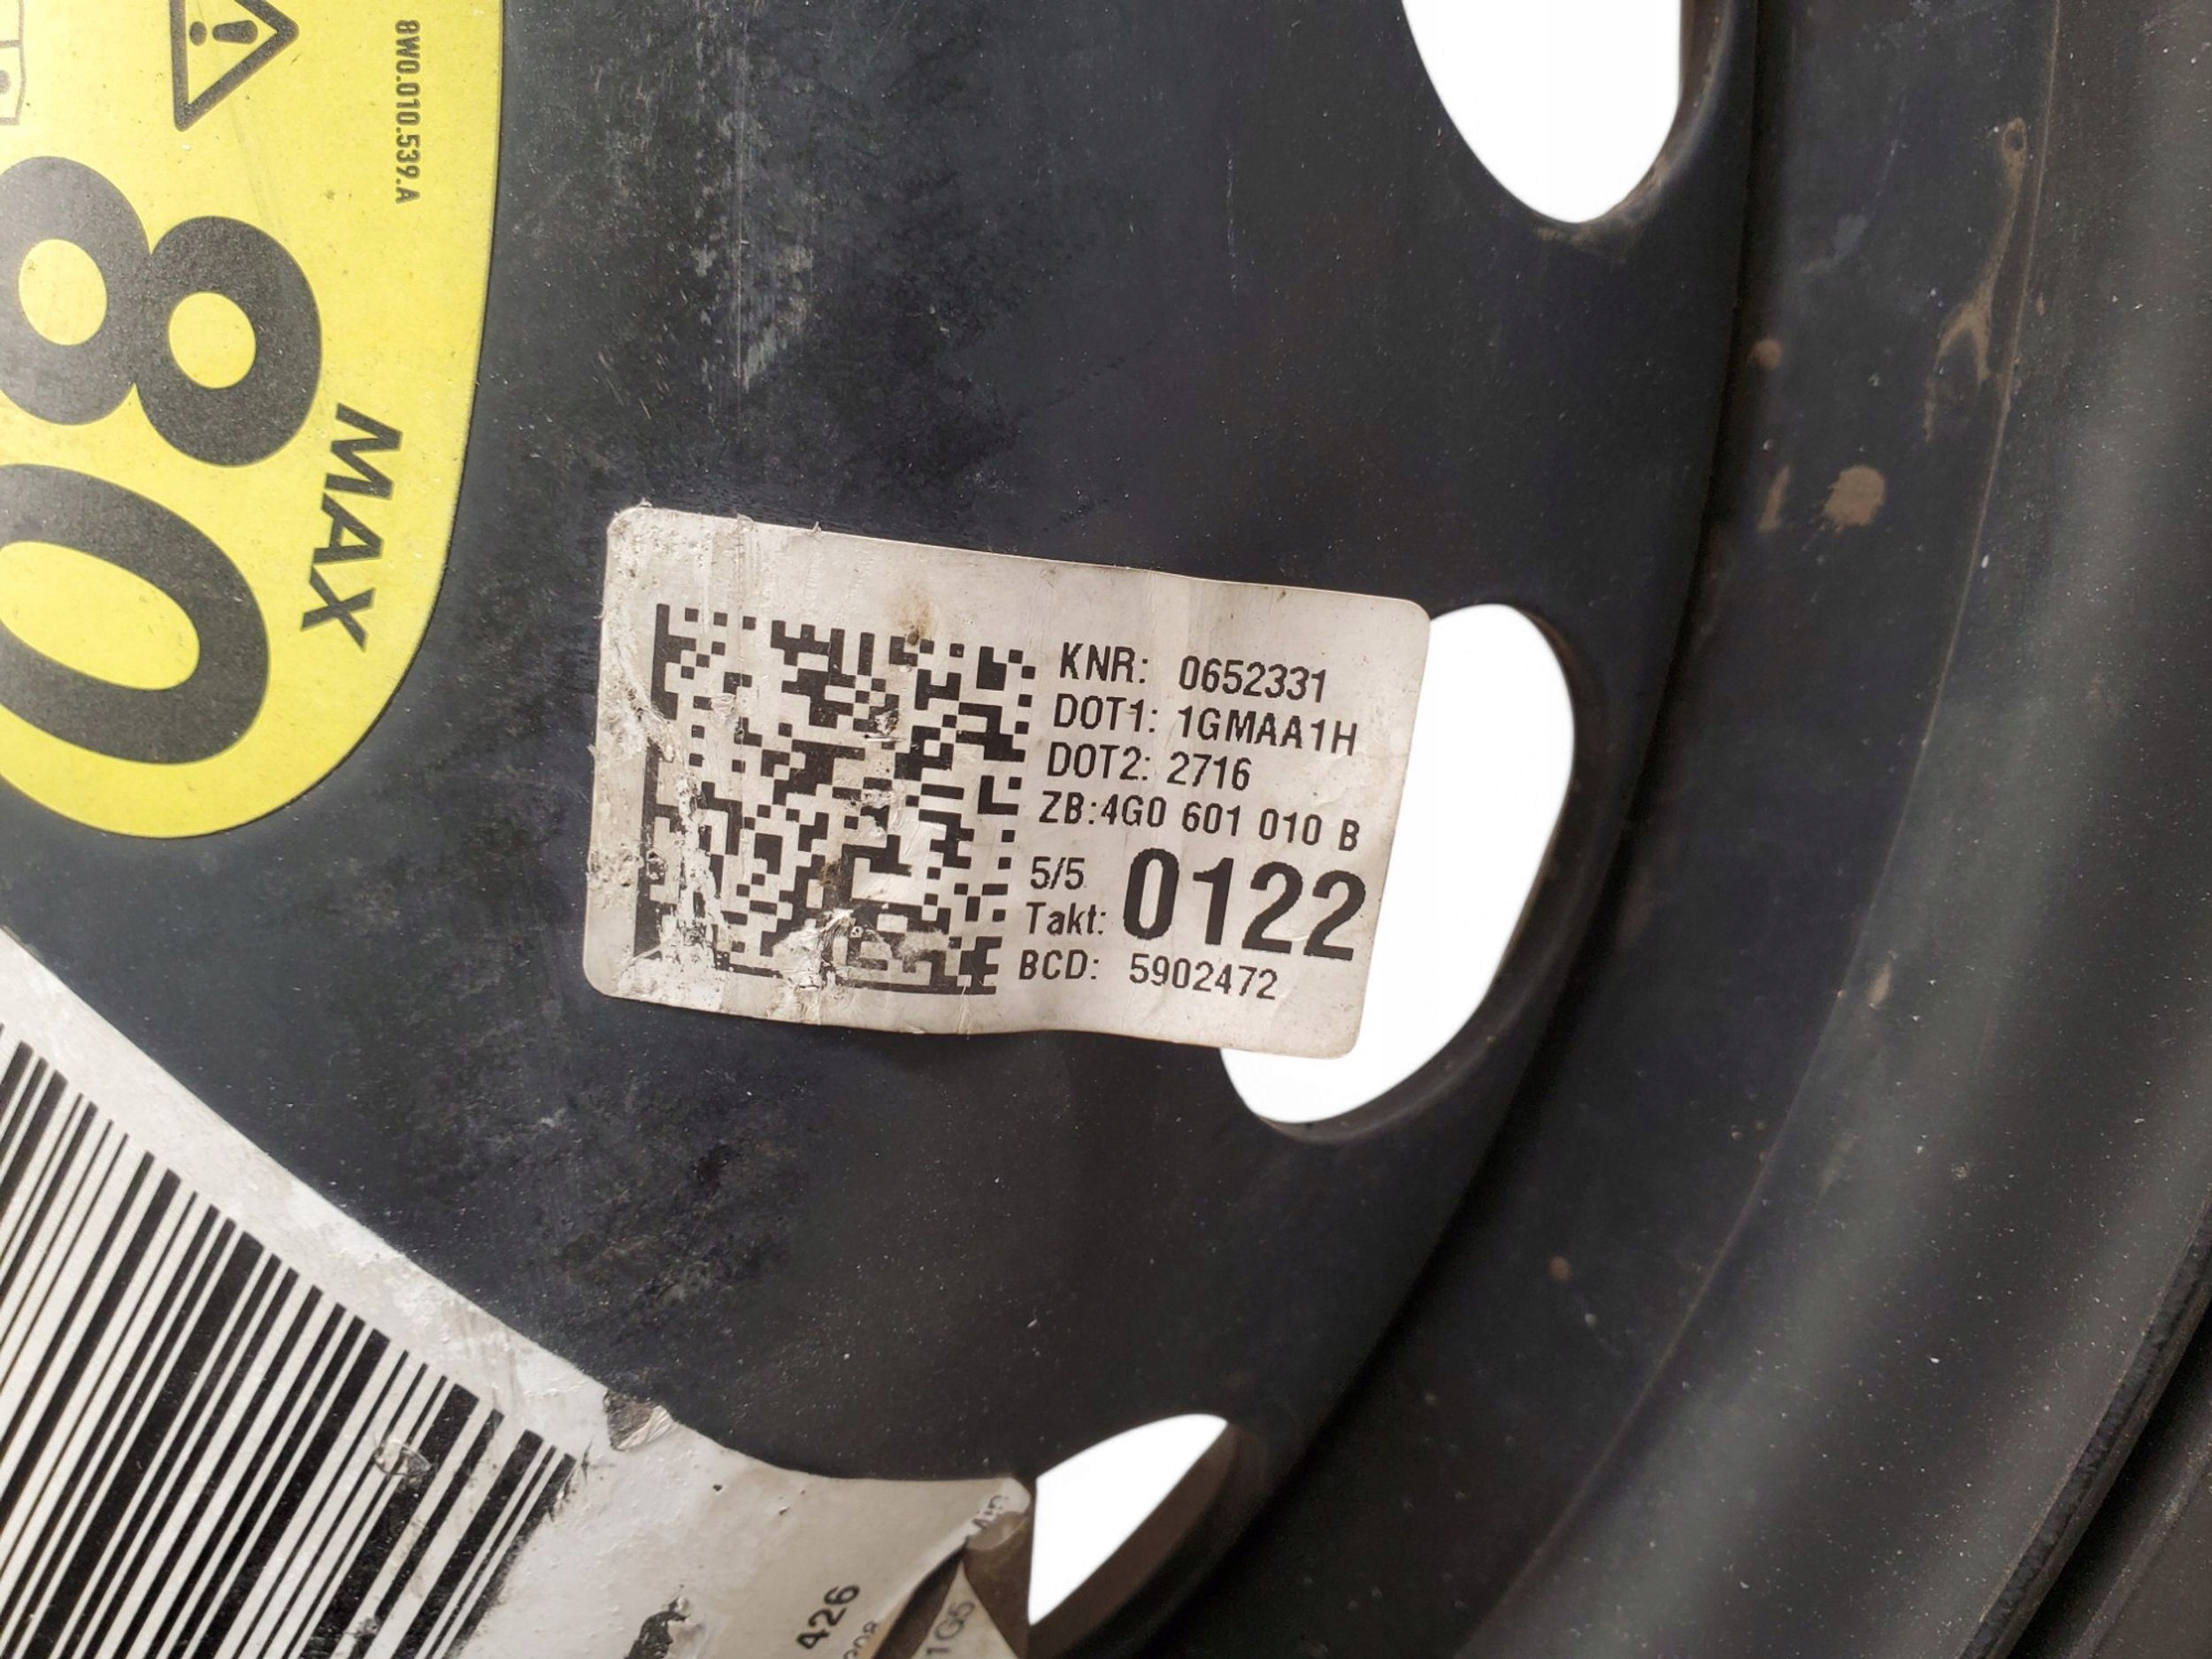 8W0.010.539.A
80
MAX
KNR: 0652331
DOT1: 1GMAA1H
DOT2: 2716
ZB:4G0 601 010 B
5/5
Takt: 0122
BCD: 5902472
426
1G5